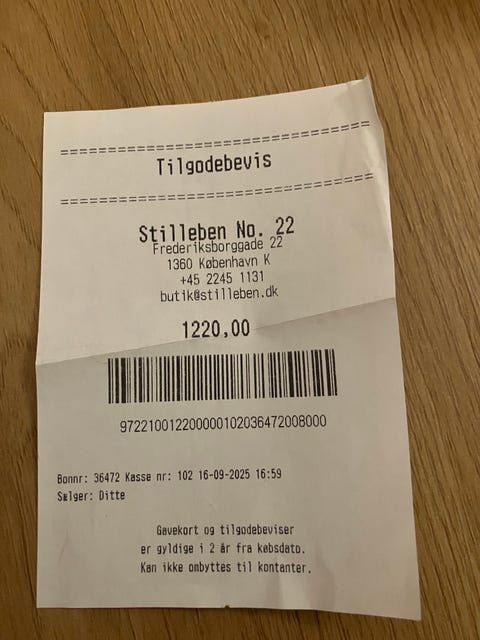 ================================
Tilgodebevis
================================
Stilleben No. 22
Frederiksborggade 22
1360 København K
+45 2245 1131
butik@stilleben.dk
1220,00
97221001220000102036472008000
Bonnr: 36472 Kasse nr: 102 16-09-2025 16:59
Sælger: Ditte
Gavekort og tilgodebeviser
er gyldige i 2 år fra købsdato.
Kan ikke ombyttes til kontanter.